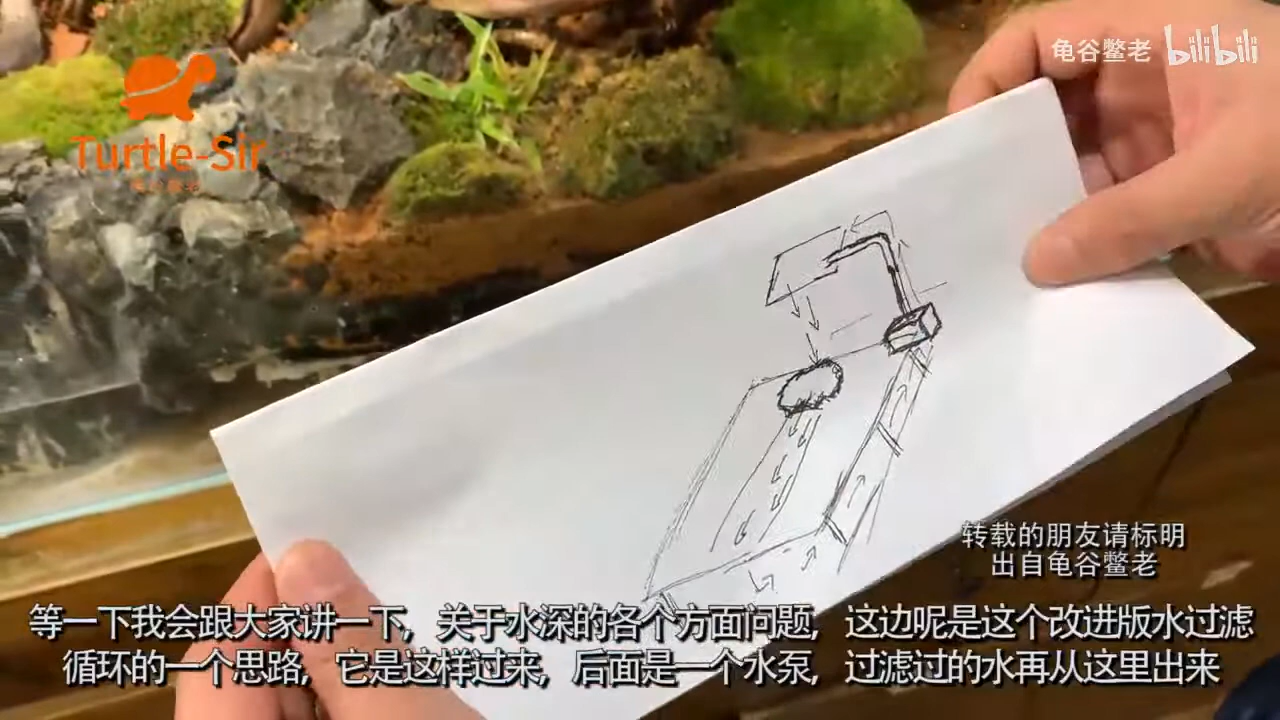 龟谷鳖老 bilibili
Turtle-Sir
龟谷鳖老
转载的朋友请标明
出自龟谷鳖老
等一下我会跟大家讲一下，关于水深的各个方面问题，这边呢是这个改进版水过滤
循环的一个思路，它是这样过来，后面是一个水泵，过滤过的水再从这里出来